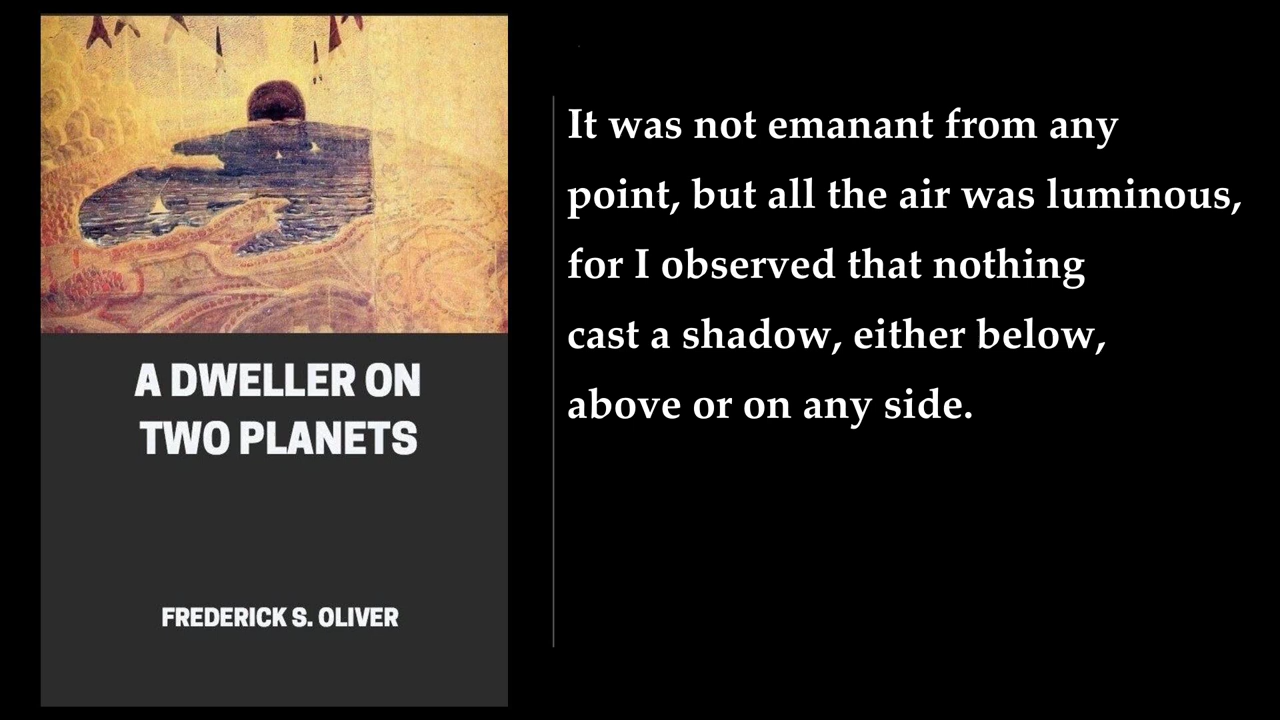 A DWELLER ON
TWO PLANETS
FREDERICK S. OLIVER
It was not emanant from any
point, but all the air was luminous,
for I observed that nothing
cast a shadow, either below,
above or on any side.